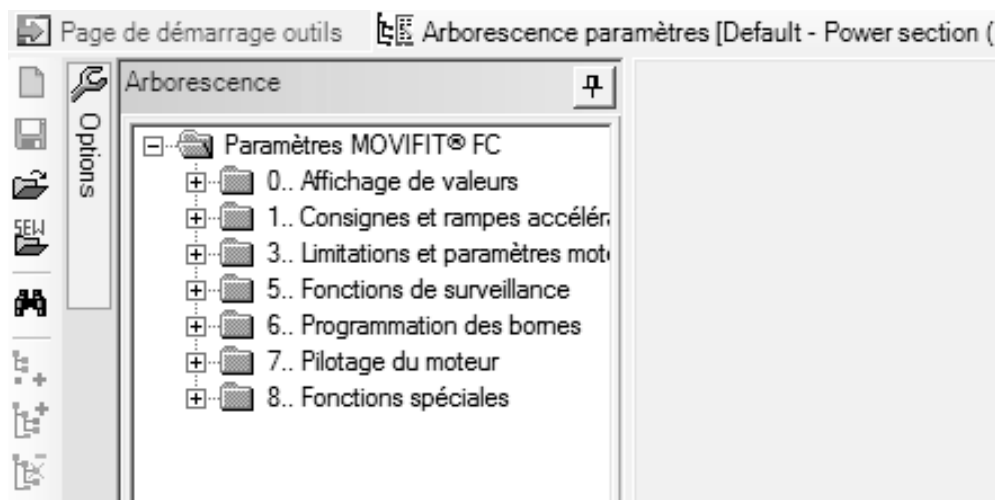 Page de démarrage outils
Arborescence paramètres [Default - Power section (
Options
Arborescence
Paramètres MOVIFIT® FC
0.. Affichage de valeurs
1.. Consignes et rampes accéléra
3.. Limitations et paramètres mote
5.. Fonctions de surveillance
SEW
6.. Programmation des bornes
7.. Pilotage du moteur
8.. Fonctions spéciales